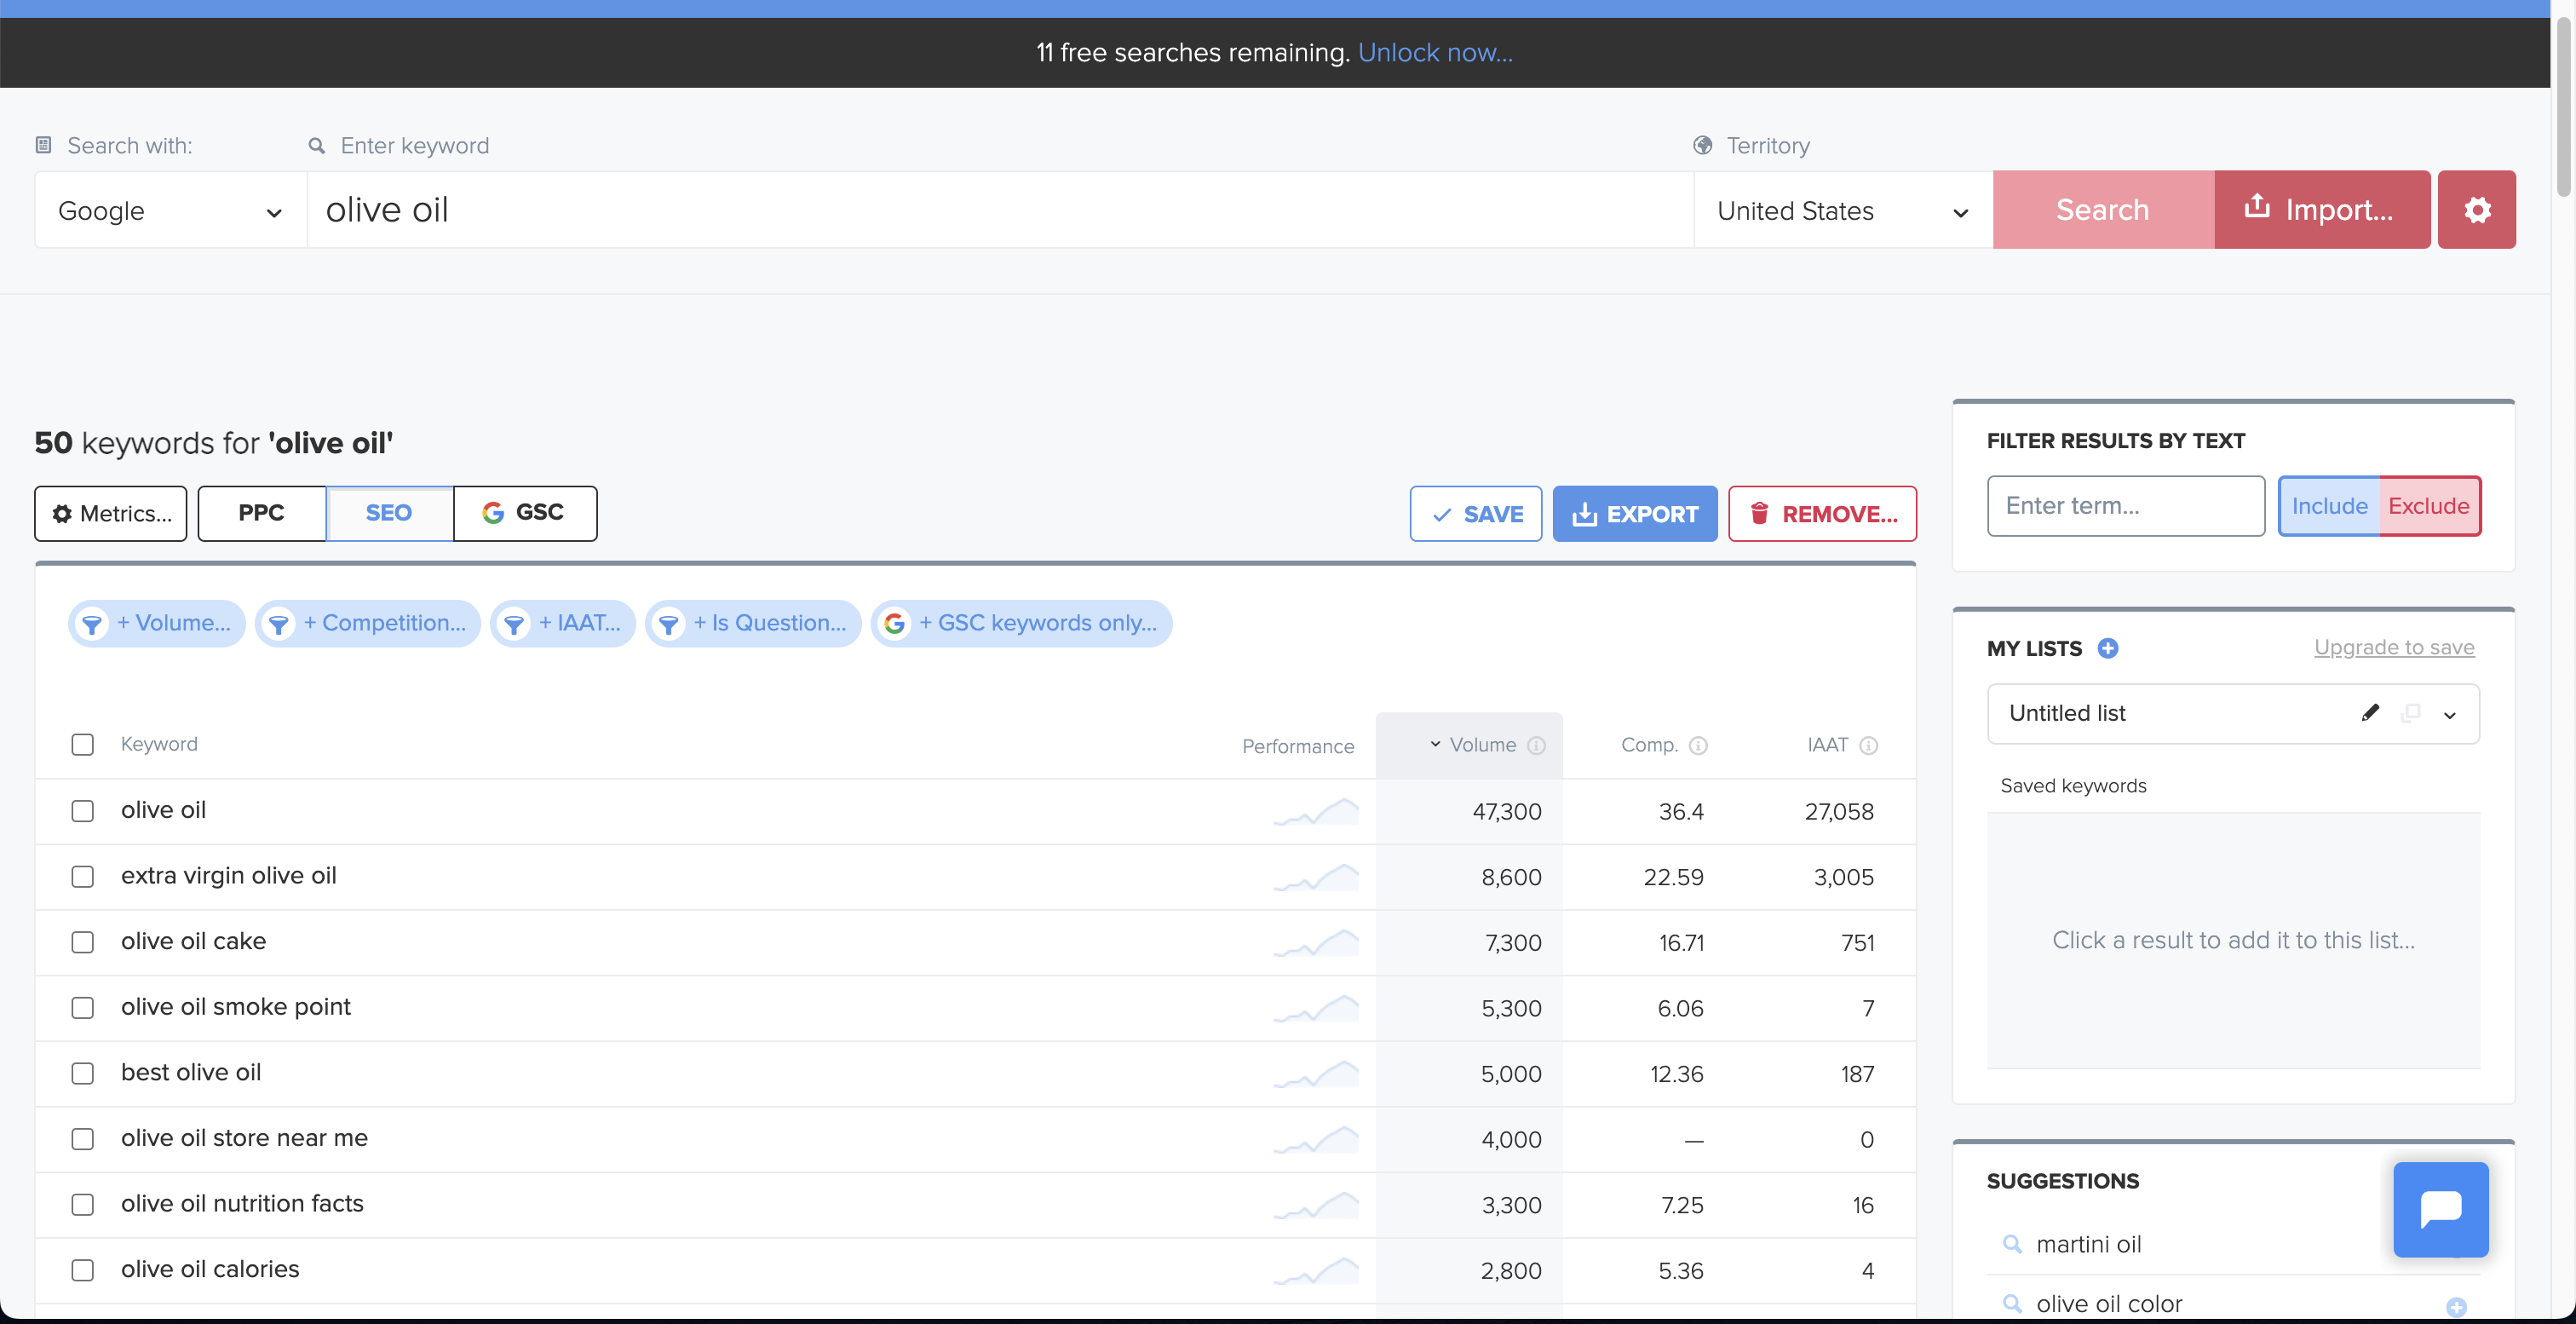 11 free searches remaining. Unlock now...
Search with:
Enter keyword
Territory
Google
olive oil
United States
Search
Import...
50 keywords for 'olive oil'
Metrics...
PPC
SEO
GSC
SAVE
EXPORT
REMOVE...
+ Volume...
+ Competition...
+ IAAT...
+ Is Question...
+ GSC keywords only...
Keyword Performance Volume Comp. IAAT
olive oil 47,300 36.4 27,058
extra virgin olive oil 8,600 22.59 3,005
olive oil cake 7,300 16.71 751
olive oil smoke point 5,300 6.06 7
best olive oil 5,000 12.36 187
olive oil store near me 4,000 — 0
olive oil nutrition facts 3,300 7.25 16
olive oil calories 2,800 5.36 4
FILTER RESULTS BY TEXT
Enter term...
Include
Exclude
MY LISTS
Upgrade to save
Untitled list
Saved keywords
Click a result to add it to this list...
SUGGESTIONS
martini oil
olive oil color